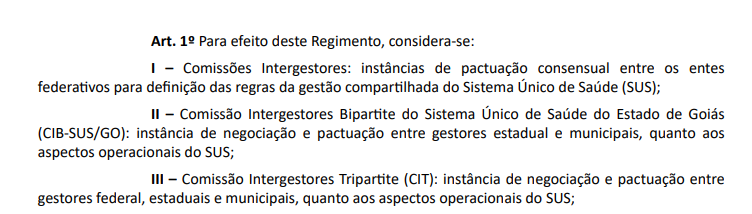 Art. 1º Para efeito deste Regimento, considera-se:
I – Comissões Intergestores: instâncias de pactuação consensual entre os entes
federativos para definição das regras da gestão compartilhada do Sistema Único de Saúde (SUS);
II – Comissão Intergestores Bipartite do Sistema Único de Saúde do Estado de Goiás
(CIB-SUS/GO): instância de negociação e pactuação entre gestores estadual e municipais, quanto aos
aspectos operacionais do SUS;
III – Comissão Intergestores Tripartite (CIT): instância de negociação e pactuação entre
gestores federal, estaduais e municipais, quanto aos aspectos operacionais do SUS;